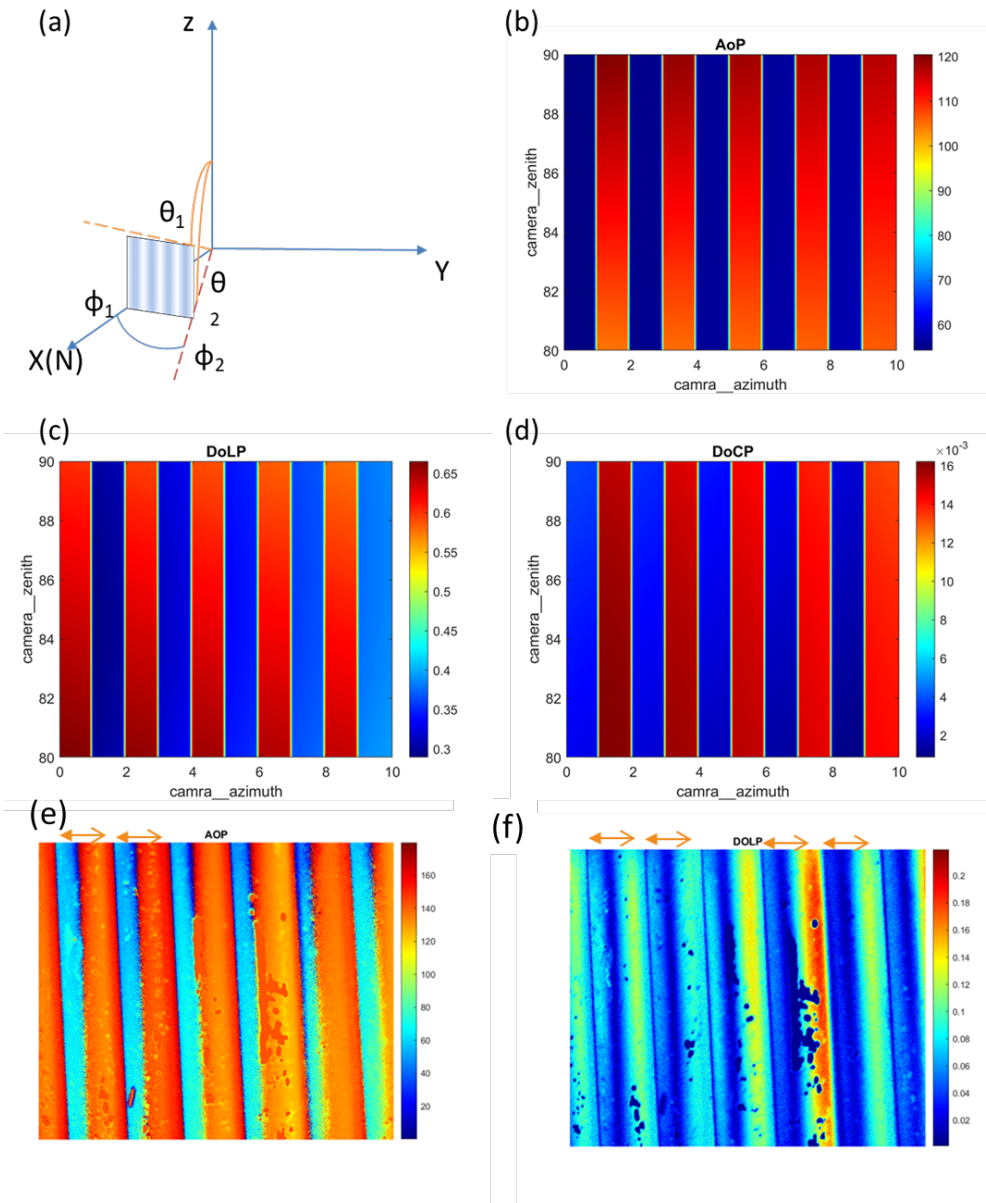 (a)
z
θ1
θ
2
Y
ϕ1
X(N)
ϕ2
(b)
AoP
camera__zenith
90
88
86
84
82
80
0 2 4 6 8 10
camra__azimuth
120
110
100
90
80
70
60
(c)
DoLP
camera__zenith
90
88
86
84
82
80
0 2 4 6 8 10
camra__azimuth
0.65
0.6
0.55
0.5
0.45
0.4
0.35
0.3
(d)
DoCP
×10-3
camera__zenith
90
88
86
84
82
80
0 2 4 6 8 10
camra__azimuth
16
14
12
10
8
6
4
2
(e)
AOP
160
140
120
100
80
60
40
20
(f)
DOLP
0.2
0.18
0.16
0.14
0.12
0.1
0.08
0.06
0.04
0.02